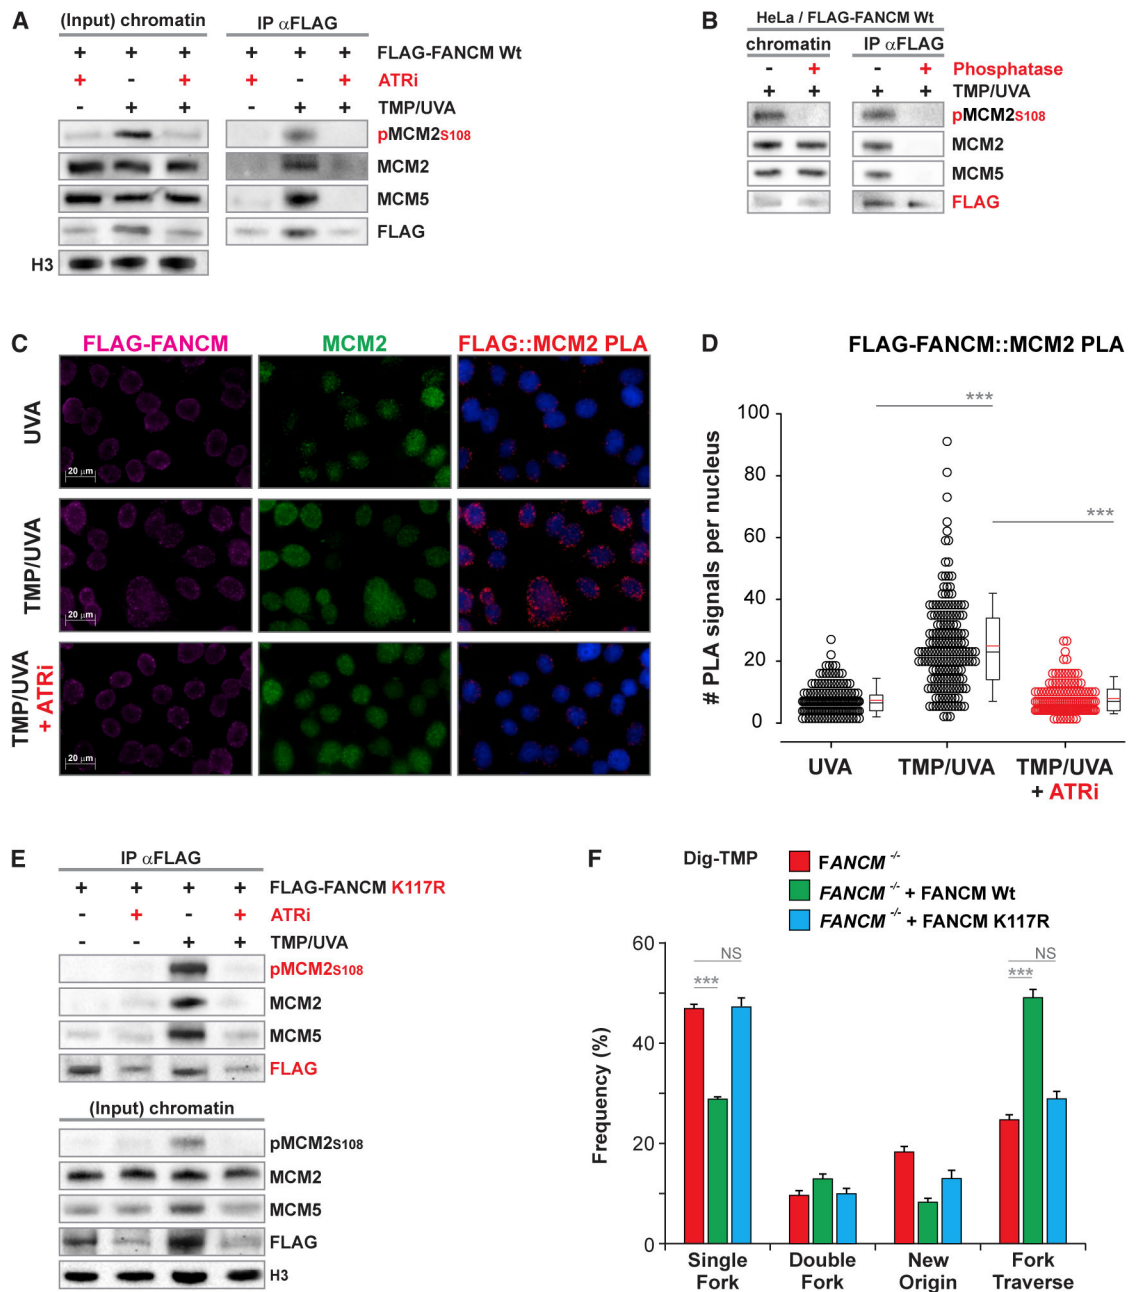 A
(Input) chromatin
IP αFLAG
+ + + + + + FLAG-FANCM Wt
+ - + + - + ATRi
- + + - + + TMP/UVA
pMCM2S108
MCM2
MCM5
FLAG
H3
B
HeLa / FLAG-FANCM Wt
chromatin IP αFLAG
- + - + Phosphatase
+ + + + TMP/UVA
pMCM2S108
MCM2
MCM5
FLAG
C
FLAG-FANCM MCM2 FLAG::MCM2 PLA
UVA
20 µm
TMP/UVA
20 µm
TMP/UVA
+ ATRi
20 µm
D
FLAG-FANCM::MCM2 PLA
# PLA signals per nucleus
100
80
60
40
20
0
***
***
UVA TMP/UVA TMP/UVA
+ ATRi
E
IP αFLAG
+ + + + FLAG-FANCM K117R
- + - + ATRi
- - + + TMP/UVA
pMCM2S108
MCM2
MCM5
FLAG
(Input) chromatin
pMCM2S108
MCM2
MCM5
FLAG
H3
F
Dig-TMP
FANCM -/-
FANCM -/- + FANCM Wt
FANCM -/- + FANCM K117R
Frequency (%)
60
40
20
0
NS
***
NS
***
Single
Fork
Double
Fork
New
Origin
Fork
Traverse